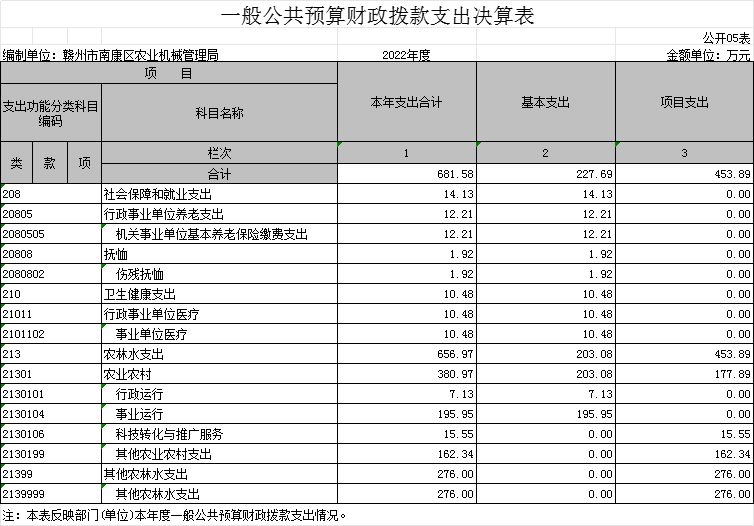 一般公共预算财政拨款支出决算表
公开05表
编制单位：赣州市南康区农业机械管理局 2022年度 金额单位：万元
项 目 本年支出合计 基本支出 项目支出
支出功能分类科目编码 科目名称
类 款 项 栏次 1 2 3
合计 681.58 227.69 453.89
208 社会保障和就业支出 14.13 14.13 0.00
20805 行政事业单位养老支出 12.21 12.21 0.00
2080505 机关事业单位基本养老保险缴费支出 12.21 12.21 0.00
20808 抚恤 1.92 1.92 0.00
2080802 伤残抚恤 1.92 1.92 0.00
210 卫生健康支出 10.48 10.48 0.00
21011 行政事业单位医疗 10.48 10.48 0.00
2101102 事业单位医疗 10.48 10.48 0.00
213 农林水支出 656.97 203.08 453.89
21301 农业农村 380.97 203.08 177.89
2130101 行政运行 7.13 7.13 0.00
2130104 事业运行 195.95 195.95 0.00
2130106 科技转化与推广服务 15.55 0.00 15.55
2130199 其他农业农村支出 162.34 0.00 162.34
21399 其他农林水支出 276.00 0.00 276.00
2139999 其他农林水支出 276.00 0.00 276.00
注：本表反映部门(单位)本年度一般公共预算财政拨款支出情况。